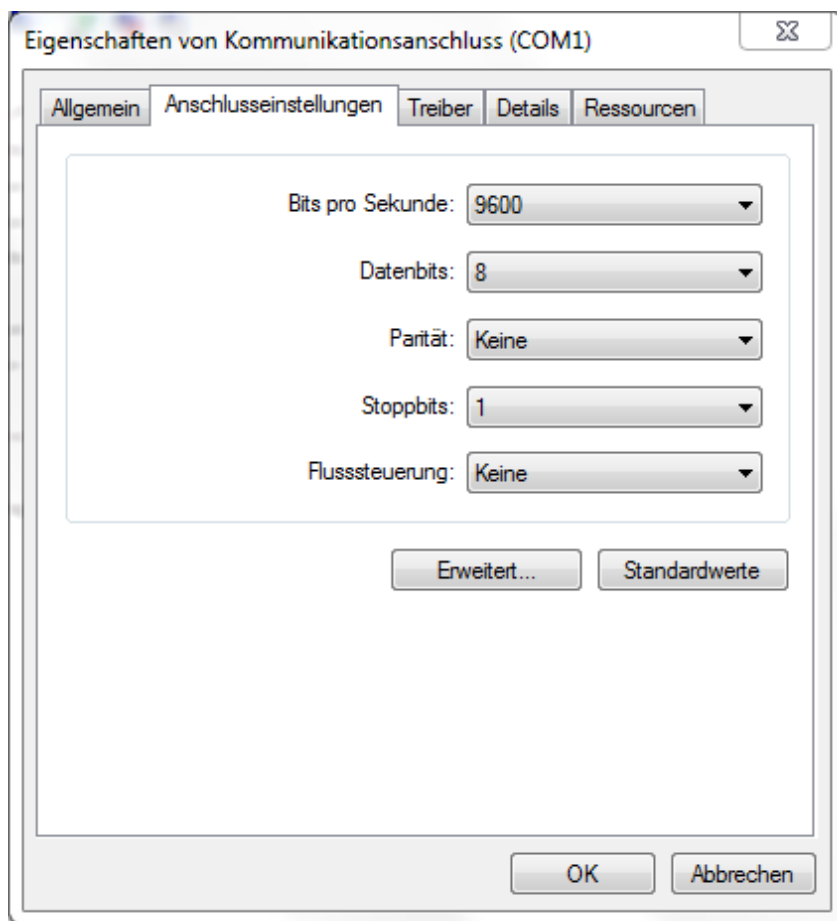 Eigenschaften von Kommunikationsanschluss (COM1)
Allgemein Anschlusseinstellungen Treiber Details Ressourcen
Bits pro Sekunde: 9600
Datenbits: 8
Parität: Keine
Stoppbits: 1
Flusssteuerung: Keine
Erweitert... Standardwerte
OK Abbrechen